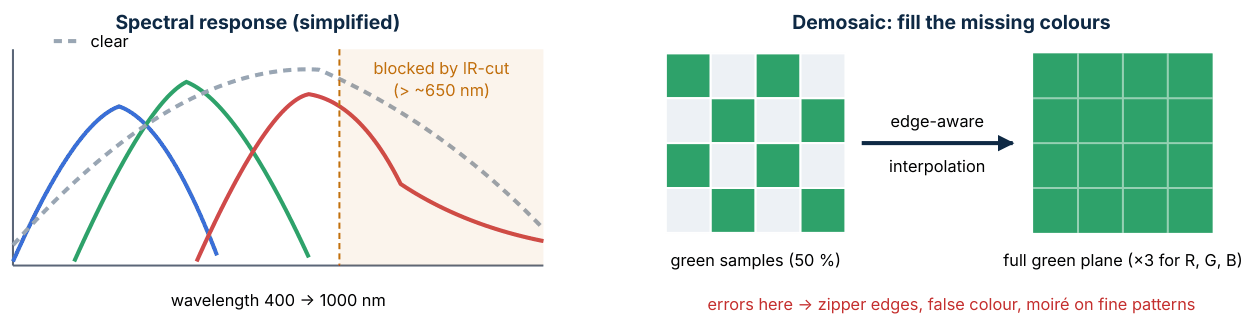 Spectral response (simplified)
clear
blocked by IR-cut
(> ~650 nm)
wavelength 400 → 1000 nm
Demosaic: fill the missing colours
edge-aware
interpolation
green samples (50 %)
full green plane (×3 for R, G, B)
errors here → zipper edges, false colour, moiré on fine patterns